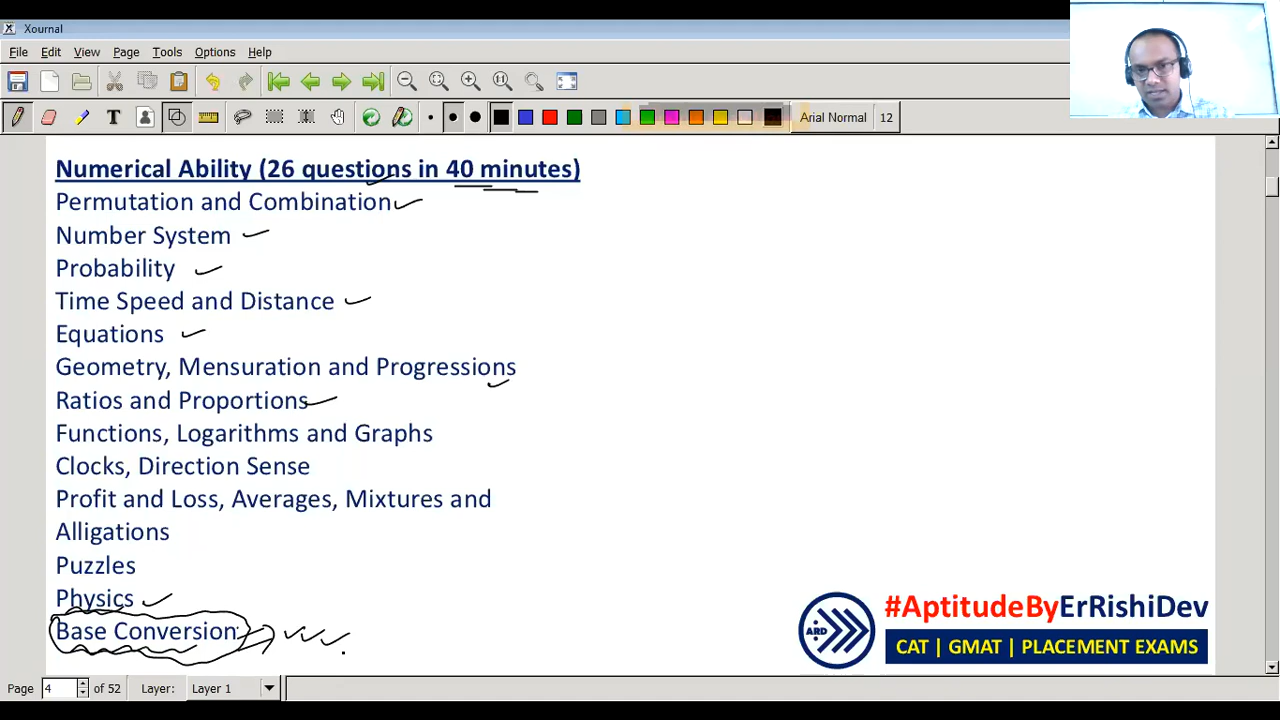 Xournal
File Edit View Page Tools Options Help
Arial Normal 12
Numerical Ability (26 questions in 40 minutes)
Permutation and Combination
Number System
Probability
Time Speed and Distance
Equations
Geometry, Mensuration and Progressions
Ratios and Proportions
Functions, Logarithms and Graphs
Clocks, Direction Sense
Profit and Loss, Averages, Mixtures and
Alligations
Puzzles
Physics
Base Conversion
ARD
#AptitudeByErRishiDev
CAT | GMAT | PLACEMENT EXAMS
Page 4 of 52 Layer: Layer 1